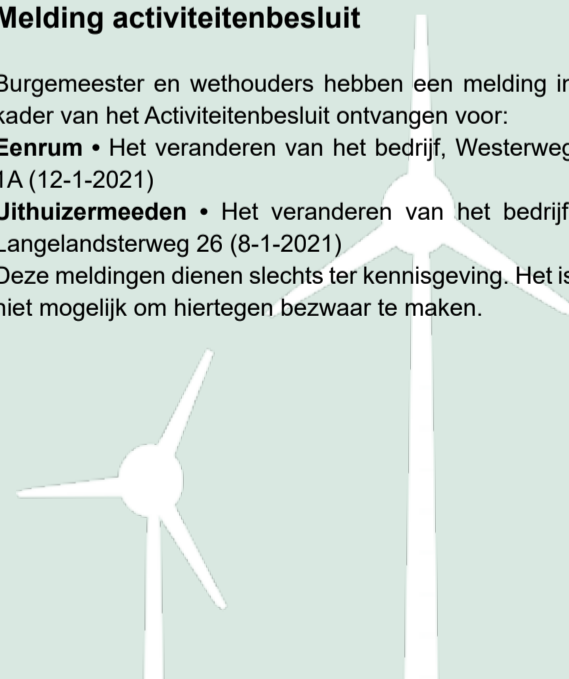 Melding activiteitenbesluit
Burgemeester en wethouders hebben een melding in
kader van het Activiteitenbesluit ontvangen voor:
Eenrum • Het veranderen van het bedrijf, Westerweg
1A (12-1-2021)
Uithuizermeeden • Het veranderen van het bedrijf
Langelandsterweg 26 (8-1-2021)
Deze meldingen dienen slechts ter kennisgeving. Het is
niet mogelijk om hiertegen bezwaar te maken.